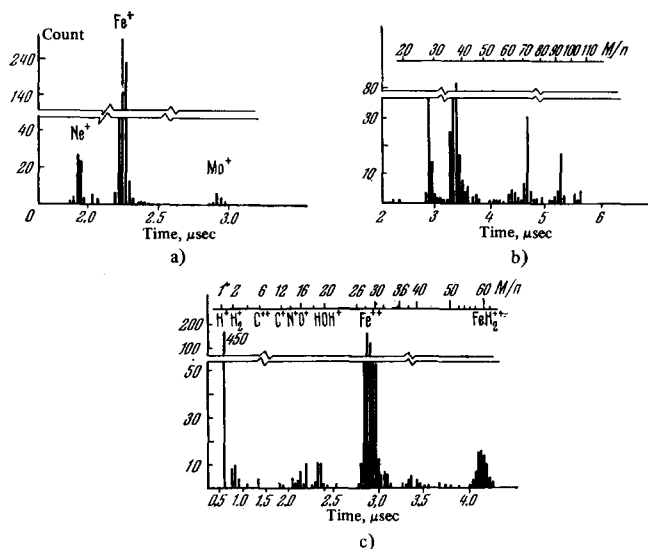 Count
Fe⁺
240
140
40
20
0
Ne⁺
Mo⁺
2.0 2.5 3.0
Time, μsec
a)
20 30 40 50 60 70 80 90 100 110 M/n
80
30
10
2 3 4 5 6
Time, μsec
b)
1 2 6 8 12 16 20 26 28 32 36 40 50 60 M/n
H⁺ H₂⁺ C⁺⁺ C⁺ N⁺ O⁺ HOH⁺ Fe⁺⁺ FeH₂⁺⁺
450
200
100
50
30
10
0.5 1.0 1.5 2.0 2.5 3.0 3.5 4.0
Time, μsec
c)